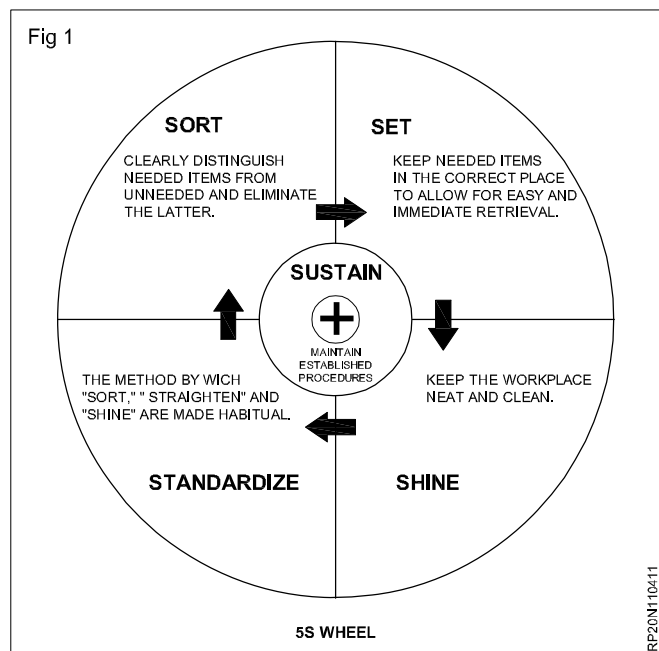 Fig 1
SORT
CLEARLY DISTINGUISH
NEEDED ITEMS FROM
UNNEEDED AND ELIMINATE
THE LATTER.
SET
KEEP NEEDED ITEMS
IN THE CORRECT PLACE
TO ALLOW FOR EASY AND
IMMEDIATE RETRIEVAL.
SUSTAIN
MAINTAIN
ESTABLISHED
PROCEDURES
THE METHOD BY WICH
"SORT," " STRAIGHTEN" AND
"SHINE" ARE MADE HABITUAL.
STANDARDIZE
KEEP THE WORKPLACE
NEAT AND CLEAN.
SHINE
5S WHEEL
RP20N110411